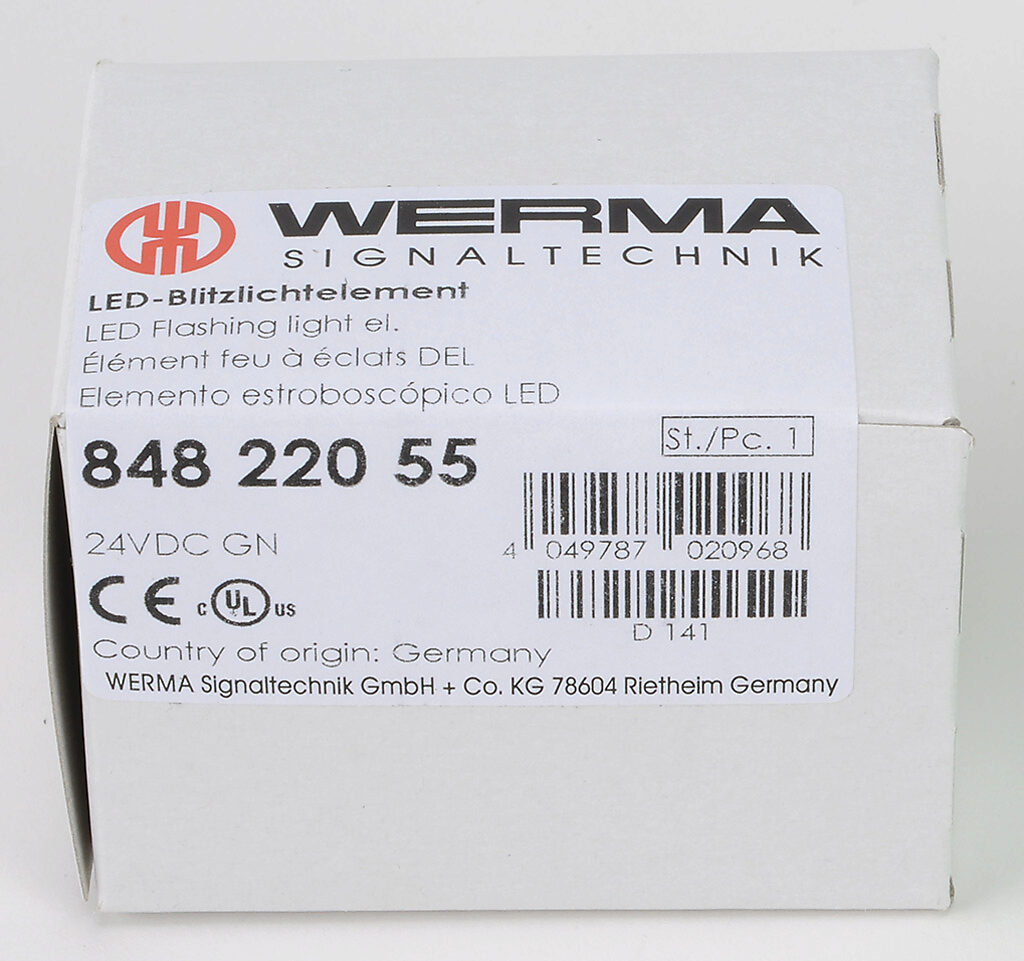 WERMA
SIGNALTECHNIK
LED-Blitzlichtelement
LED Flashing light el.
Élément feu à éclats DEL
Elemento estroboscópico LED
848 220 55
St./Pc. 1
24VDC GN
4 049787 020968
CE c UL US
D 141
Country of origin: Germany
WERMA Signaltechnik GmbH + Co. KG 78604 Rietheim Germany